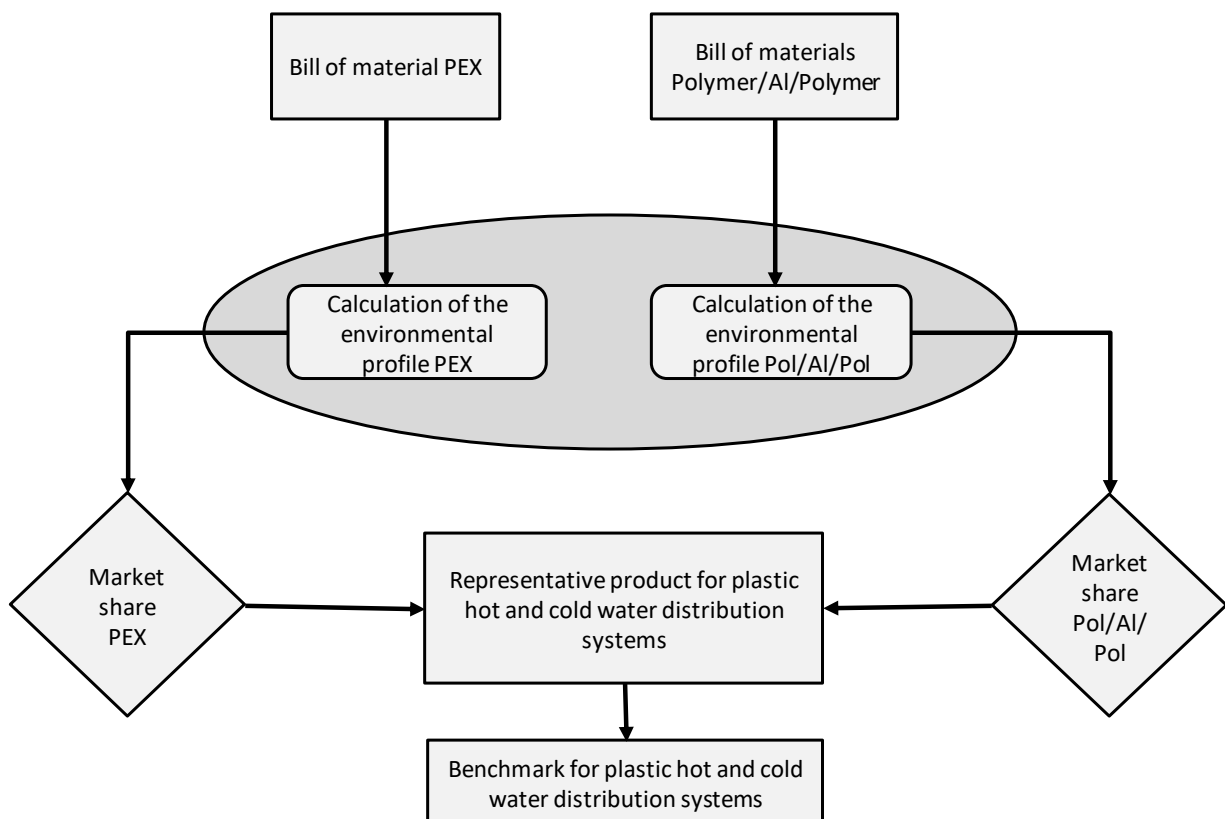 Bill of material PEX
Bill of materials
Polymer/Al/Polymer
Calculation of the
environmental
profile PEX
Calculation of the
environmental
profile Pol/Al/Pol
Market
share
PEX
Representative product for plastic
hot and cold water distribution
systems
Market
share
Pol/Al/
Pol
Benchmark for plastic hot and cold
water distribution systems